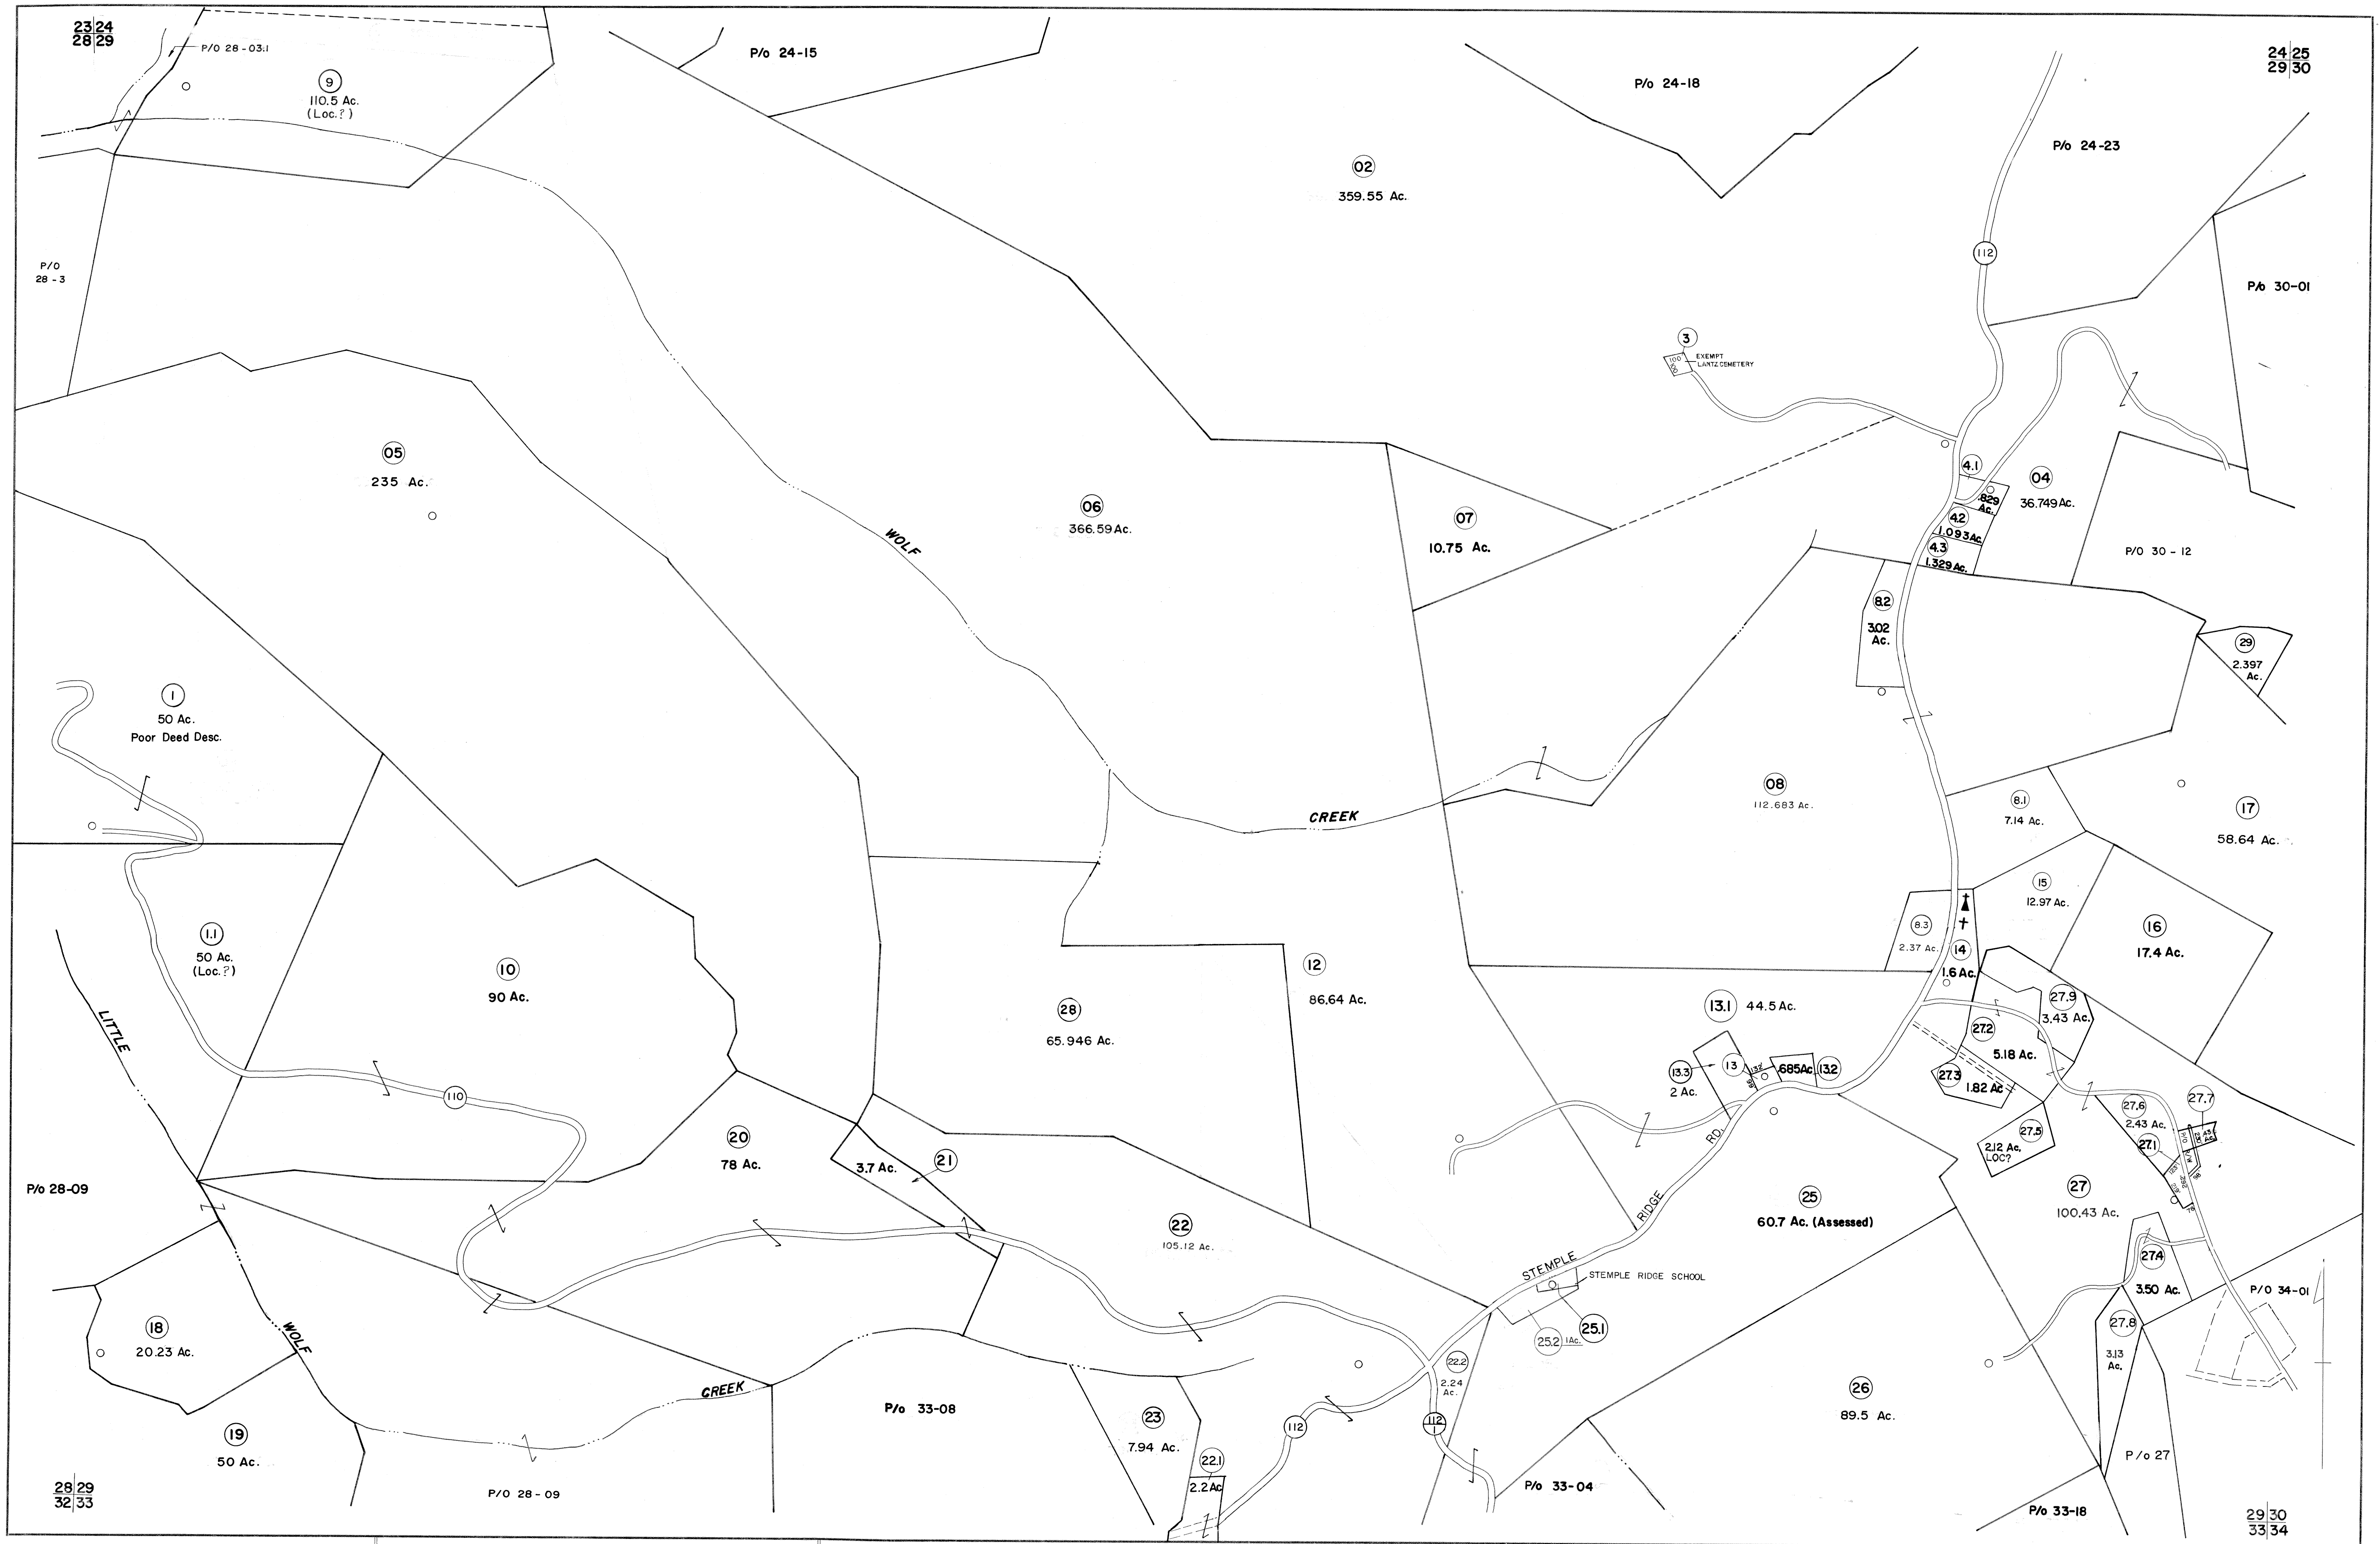 23 24
28 29
P/O 28-03.1
9
110.5 Ac.
(Loc.?)
P/o 24-15
P/o 24-18
24 25
29 30
P/o 24-23
02
359.55 Ac.
112
P/O
28-3
P/o 30-01
3
100
100
EXEMPT
LANTZ CEMETERY
05
235 Ac.
06
366.59 Ac.
WOLF
07
10.75 Ac.
4.1
.829
Ac.
04
36.749 Ac.
4.2
1.093 Ac.
4.3
1.329 Ac.
P/O 30-12
8.2
3.02
Ac.
29
2.397
Ac.
1
50 Ac.
Poor Deed Desc.
CREEK
08
112.683 Ac.
8.1
7.14 Ac.
17
58.64 Ac.
15
12.97 Ac.
1.1
50 Ac.
(Loc.?)
10
90 Ac.
12
86.64 Ac.
8.3
2.37 Ac.
14
1.6 Ac.
16
17.4 Ac.
28
65.946 Ac.
13.1 44.5 Ac.
27.9
3.43 Ac.
LITTLE
27.2
5.18 Ac.
13.3
2 Ac.
13
132
.685 Ac.
13.2
27.3
1.82 Ac
110
27.6
2.43 Ac.
27.7
27.1
20
78 Ac.
3.7 Ac.
21
RD.
27.5
2.12 Ac.
LOC?
P/o 28-09
22
105.12 Ac.
RIDGE
25
60.7 Ac. (Assessed)
27
100.43 Ac.
STEMPLE
STEMPLE RIDGE SCHOOL
27.4
3.50 Ac.
P/O 34-01
18
20.23 Ac.
WOLF
25.2 1Ac.
25.1
27.8
3.13
Ac.
22.2
2.24
Ac.
CREEK
P/o 33-08
23
7.94 Ac.
112
112
1
26
89.5 Ac.
19
50 Ac.
22.1
2.2 Ac
P/o 27
28 29
32 33
P/O 28-09
P/o 33-04
P/o 33-18
29 30
33 34